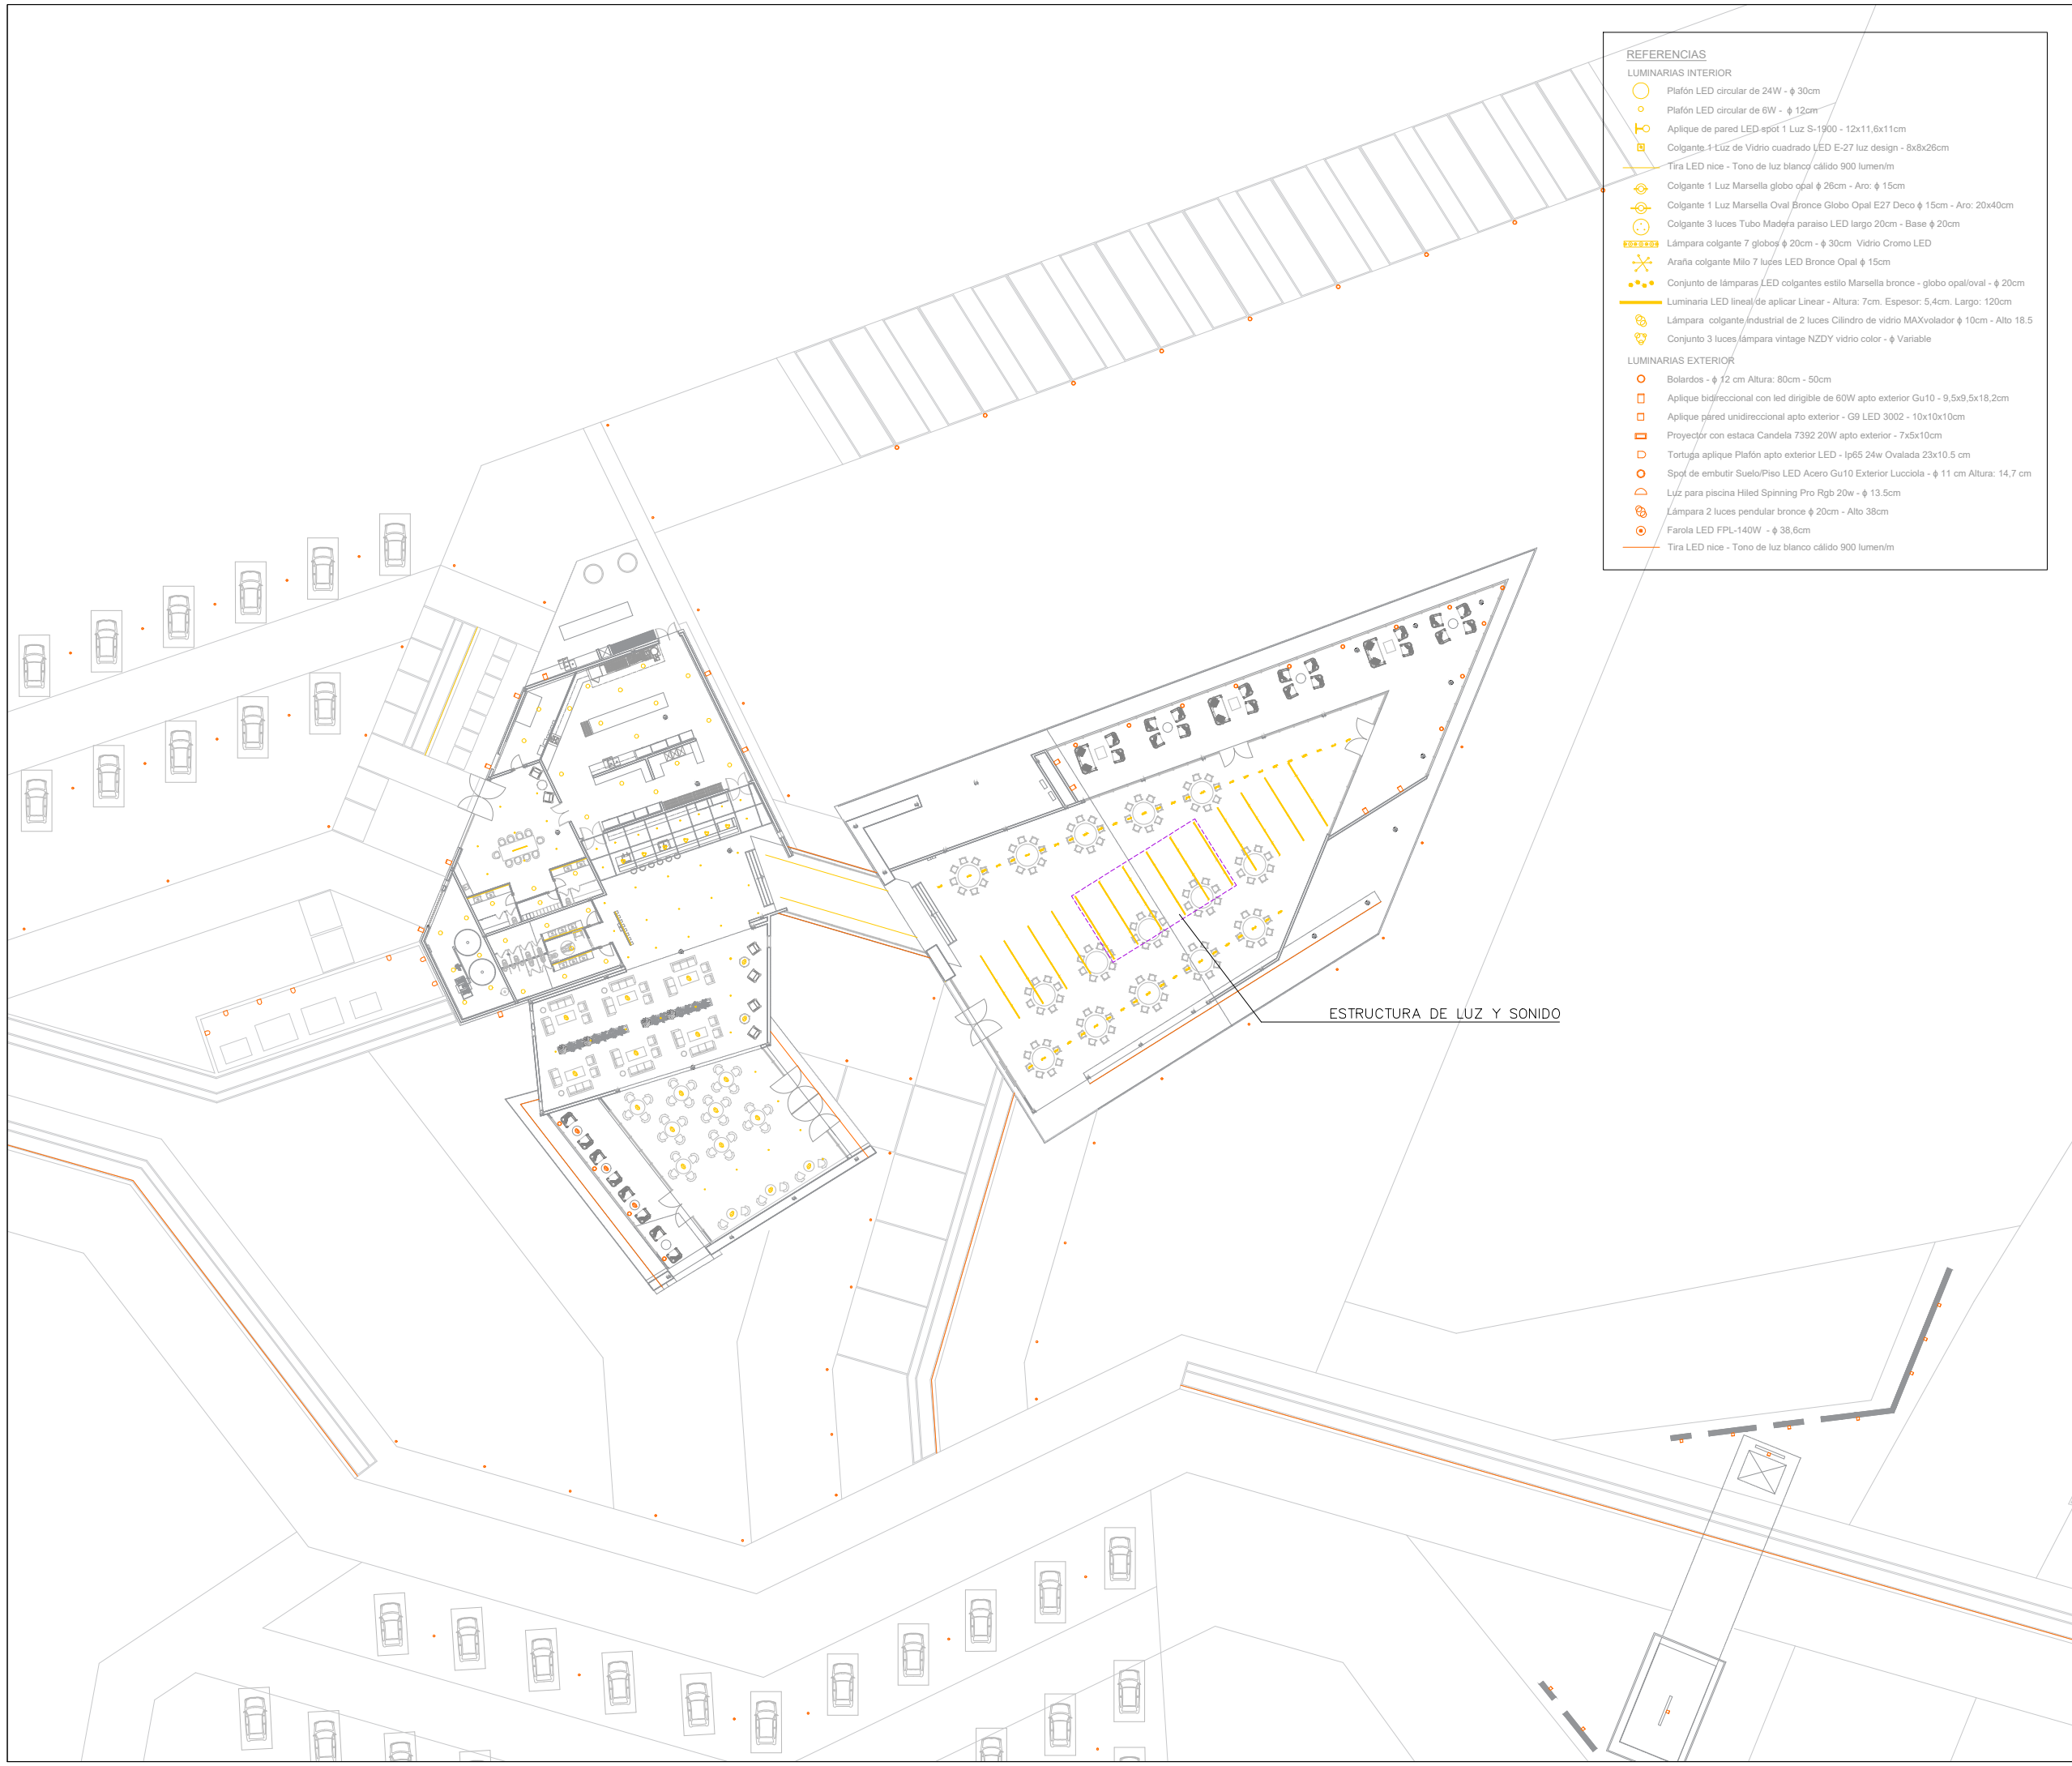 REFERENCIAS
LUMINARIAS INTERIOR
Plafón LED circular de 24W - ϕ 30cm
Plafón LED circular de 6W - ϕ 12cm
Aplique de pared LED spot 1 Luz S-1900 - 12x11,6x11cm
Colgante 1 Luz de Vidrio cuadrado LED E-27 luz design - 8x8x26cm
Tira LED nice - Tono de luz blanco cálido 900 lumen/m
Colgante 1 Luz Marsella globo opal ϕ 26cm - Aro: ϕ 15cm
Colgante 1 Luz Marsella Oval Bronce Globo Opal E27 Deco ϕ 15cm - Aro: 20x40cm
Colgante 3 luces Tubo Madera paraiso LED largo 20cm - Base ϕ 20cm
Lámpara colgante 7 globos ϕ 20cm - ϕ 30cm Vidrio Cromo LED
Araña colgante Milo 7 luces LED Bronce Opal ϕ 15cm
Conjunto de lámparas LED colgantes estilo Marsella bronce - globo opal/oval - ϕ 20cm
Luminaria LED lineal de aplicar Linear - Altura: 7cm. Espesor: 5,4cm. Largo: 120cm
Lámpara colgante industrial de 2 luces Cilindro de vidrio MAXvolador ϕ 10cm - Alto 18.5
Conjunto 3 luces lámpara vintage NZDY vidrio color - ϕ Variable
LUMINARIAS EXTERIOR
Bolardos - ϕ 12 cm Altura: 80cm - 50cm
Aplique bidireccional con led dirigible de 60W apto exterior Gu10 - 9,5x9,5x18,2cm
Aplique pared unidireccional apto exterior - G9 LED 3002 - 10x10x10cm
Proyector con estaca Candela 7392 20W apto exterior - 7x5x10cm
Tortuga aplique Plafón apto exterior LED - Ip65 24w Ovalada 23x10.5 cm
Spot de embutir Suelo/Piso LED Acero Gu10 Exterior Lucciola - ϕ 11 cm Altura: 14,7 cm
Luz para piscina Hiled Spinning Pro Rgb 20w - ϕ 13.5cm
Lámpara 2 luces pendular bronce ϕ 20cm - Alto 38cm
Farola LED FPL-140W - ϕ 38,6cm
Tira LED nice - Tono de luz blanco cálido 900 lumen/m
ESTRUCTURA DE LUZ Y SONIDO